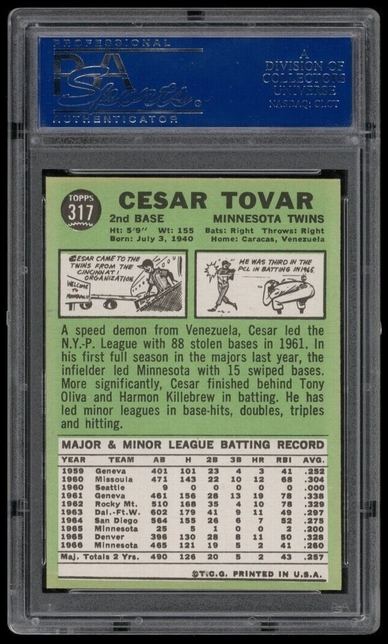 PROFESSIONAL
PSA
Sports
AUTHENTICATOR
A
DIVISION OF
COLLECTORS
UNIVERSE
NASDAQ: CLCT
TOPPS
317
CESAR TOVAR
2nd BASE MINNESOTA TWINS
Ht: 5'9" Wt: 155 Bats: Right Throws: Right
Born: July 3, 1940 Home: Caracas, Venezuela
CESAR CAME TO THE
TWINS FROM THE
CINCINNATI
ORGANIZATION
WELCOME
TO
HE WAS THIRD IN THE
PCL IN BATTING IN 1965
A speed demon from Venezuela, Cesar led the
N.Y.-P. League with 88 stolen bases in 1961. In
his first full season in the majors last year, the
infielder led Minnesota with 15 swiped bases.
More significantly, Cesar finished behind Tony
Oliva and Harmon Killebrew in batting. He has
led minor leagues in base-hits, doubles, triples
and hitting.
MAJOR & MINOR LEAGUE BATTING RECORD
YEAR TEAM AB H 2B 3B HR RBI AVG.
1959 Geneva 401 101 23 4 3 41 .252
1960 Missoula 471 143 22 10 12 68 .304
1960 Seattle 9 0 0 0 0 0 .000
1961 Geneva 461 156 28 13 19 78 .338
1962 Rocky Mt. 510 168 35 4 10 78 .329
1963 Dal.-Ft.W. 602 179 41 9 11 49 .297
1964 San Diego 564 155 26 6 7 52 .275
1965 Minnesota 25 5 1 0 0 2 .200
1965 Denver 396 130 28 8 11 50 .328
1966 Minnesota 465 121 19 5 2 41 .260
Maj. Totals 2 Yrs. 490 126 20 5 2 43 .257
©T.C.G. PRINTED IN U.S.A.